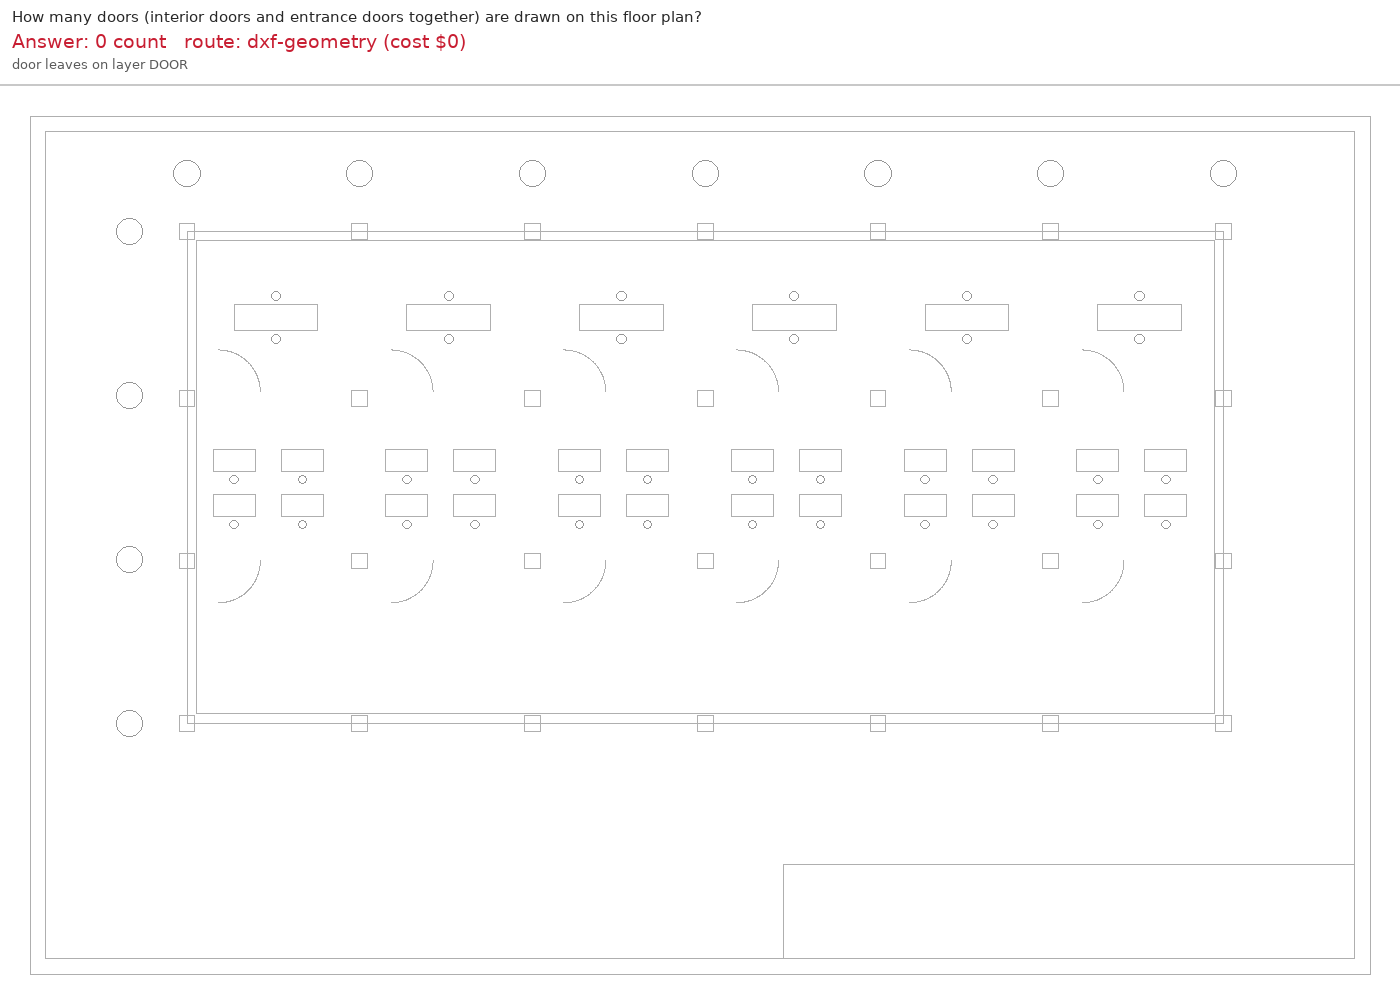 How many doors (interior doors and entrance doors together) are drawn on this floor plan?
Answer: 0 count   route: dxf-geometry (cost $0)
door leaves on layer DOOR